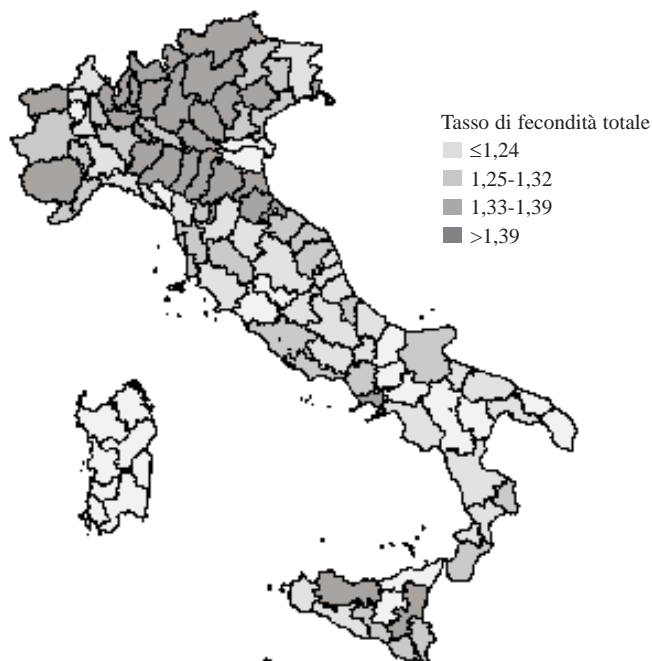 Tasso di fecondità totale
≤1,24
1,25-1,32
1,33-1,39
>1,39